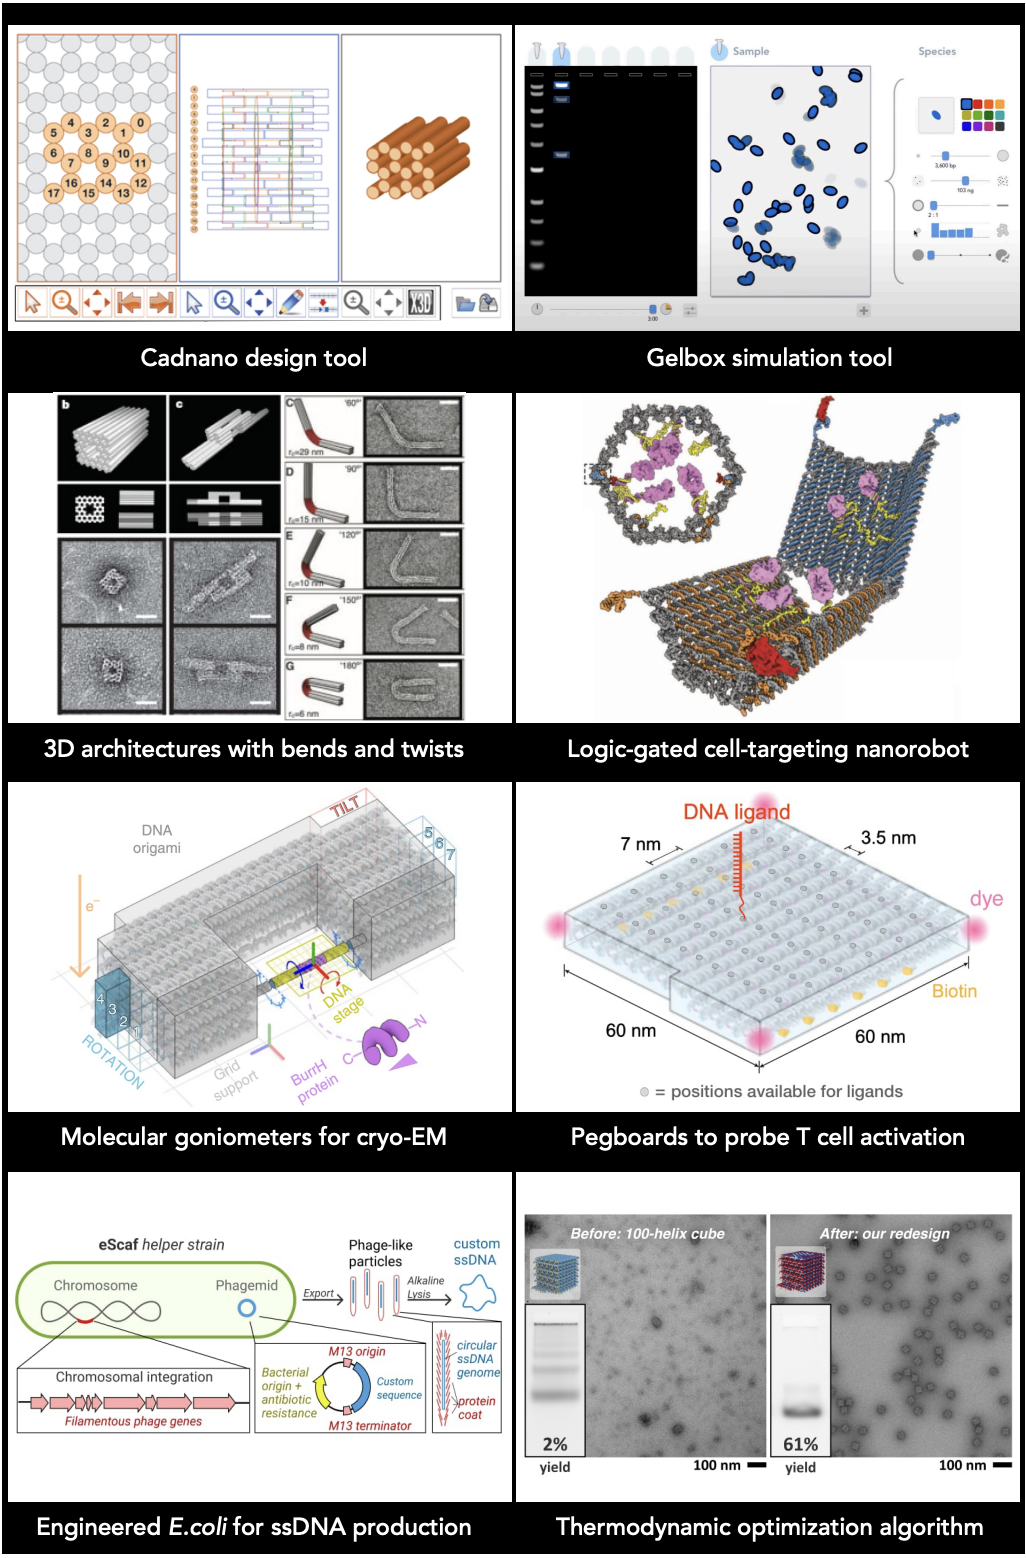 4 2 0
5 3 1
6 8 10
7 9 11
16 14 12
17 15 13
X3D
Cadnano design tool
Sample
Species
3,600 bp
103 ng
2 : 1
3:00
Gelbox simulation tool
b
c
C
'60°'
rc=29 nm
D
'90°'
rc=15 nm
E
'120°'
rc=10 nm
F
'150°'
rc=8 nm
G
'180°'
rc=6 nm
3D architectures with bends and twists
Logic-gated cell-targeting nanorobot
DNA
origami
TILT
5
6
7
e−
4
3
2
1
ROTATION
DNA
stage
Grid
support
BurrH
protein
N
C
Molecular goniometers for cryo-EM
DNA ligand
7 nm
3.5 nm
dye
Biotin
60 nm
60 nm
= positions available for ligands
Pegboards to probe T cell activation
eScaf helper strain
Chromosome
Phagemid
Export
Phage-like
particles
Alkaline
Lysis
custom
ssDNA
Chromosomal integration
Filamentous phage genes
M13 origin
Bacterial
origin +
antibiotic
resistance
Custom
sequence
M13 terminator
circular
ssDNA
genome
protein
coat
Engineered E.coli for ssDNA production
Before: 100-helix cube
2%
yield
100 nm
After: our redesign
61%
yield
100 nm
Thermodynamic optimization algorithm